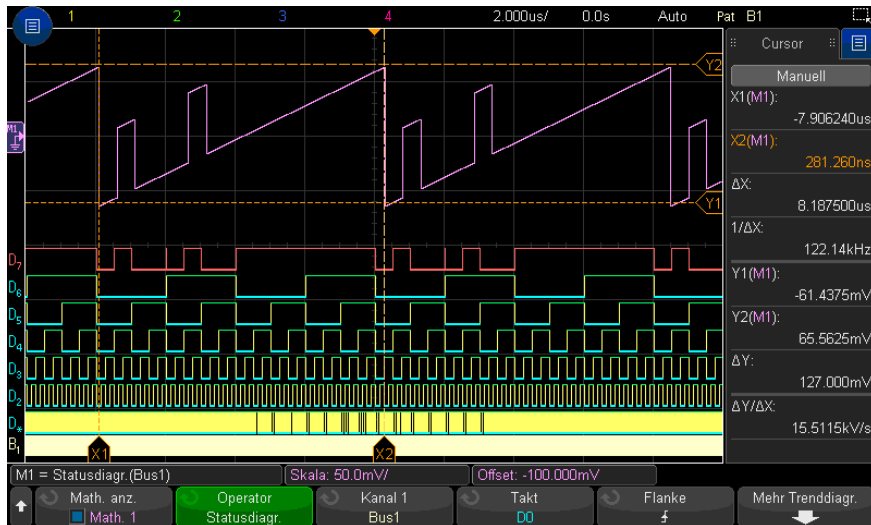 1 2 3 4 2.000us/ 0.0s Auto Pat B1
Cursor
Manuell
X1(M1):
-7.906240us
X2(M1):
281.260ns
ΔX:
8.187500us
1/ΔX:
122.14kHz
Y1(M1):
-61.4375mV
Y2(M1):
65.5625mV
ΔY:
127.000mV
ΔY/ΔX:
15.5115kV/s
Y2
M1
Y1
D7
D6
D5
D4
D3
D2
D*
B1
X1 X2
M1 = Statusdiagr.(Bus1) Skala: 50.0mV/ Offset: -100.000mV
Math. anz. Operator Kanal 1 Takt Flanke Mehr Trenddiagr.
Math. 1 Statusdiagr. Bus1 D0